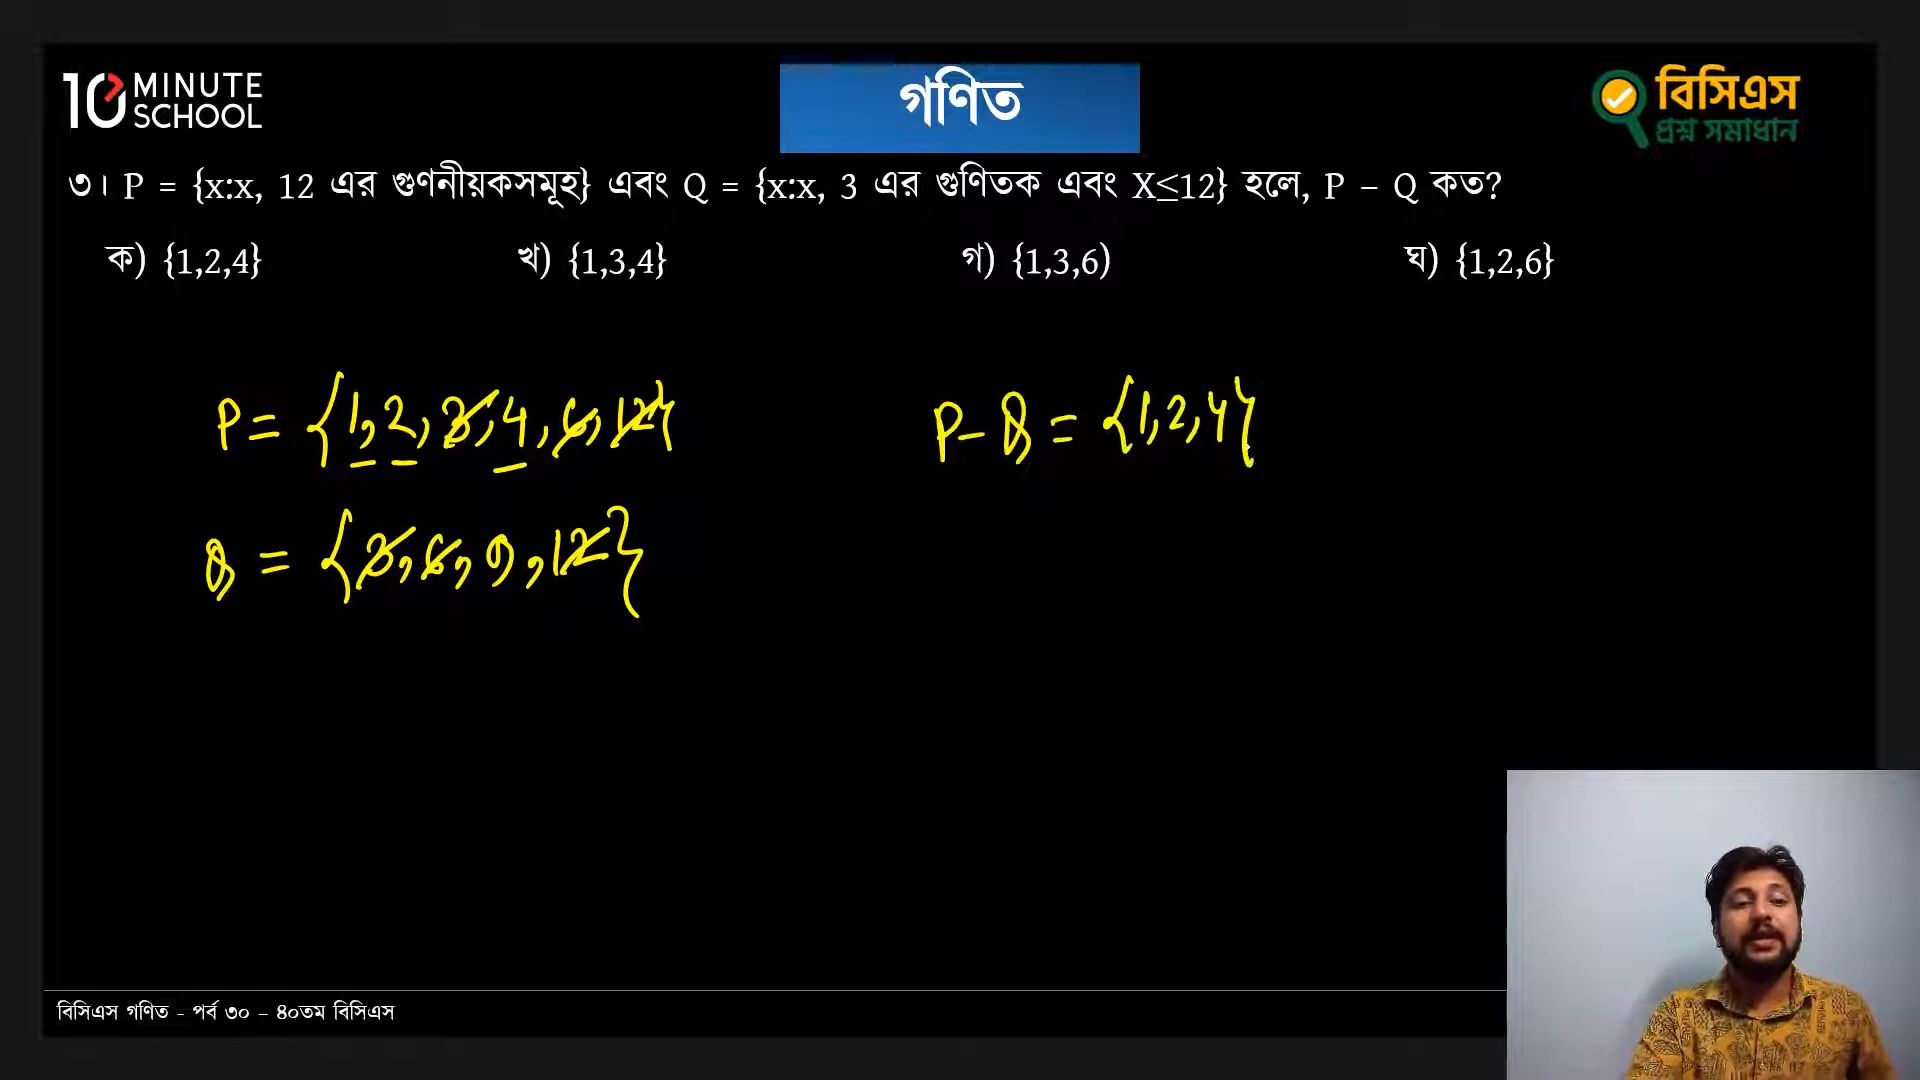 10 MINUTE SCHOOL
গণিত
বিসিএস
প্রশ্ন সমাধান
৩। P = {x:x, 12 এর গুণনীয়কসমূহ} এবং Q = {x:x, 3 এর গুণিতক এবং X≤12} হলে, P – Q কত?
ক) {1,2,4} খ) {1,3,4} গ) {1,3,6) ঘ) {1,2,6}
P = {1, 2, 3, 4, 6, 12}
P - Q = {1, 2, 4}
Q = {3, 6, 9, 12}
বিসিএস গণিত - পর্ব ৩০ – ৪০তম বিসিএস